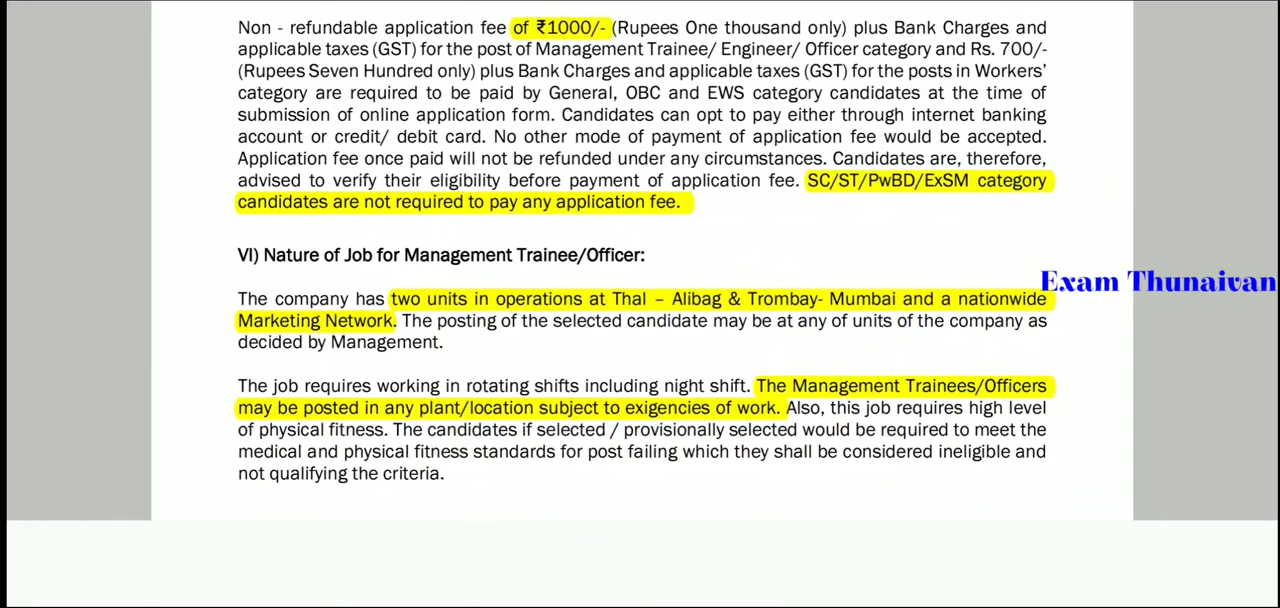 Non - refundable application fee of ₹1000/- (Rupees One thousand only) plus Bank Charges and
applicable taxes (GST) for the post of Management Trainee/ Engineer/ Officer category and Rs. 700/-
(Rupees Seven Hundred only) plus Bank Charges and applicable taxes (GST) for the posts in Workers’
category are required to be paid by General, OBC and EWS category candidates at the time of
submission of online application form. Candidates can opt to pay either through internet banking
account or credit/ debit card. No other mode of payment of application fee would be accepted.
Application fee once paid will not be refunded under any circumstances. Candidates are, therefore,
advised to verify their eligibility before payment of application fee. SC/ST/PwBD/ExSM category
candidates are not required to pay any application fee.
VI) Nature of Job for Management Trainee/Officer:
Exam Thunaivan
The company has two units in operations at Thal – Alibag & Trombay- Mumbai and a nationwide
Marketing Network. The posting of the selected candidate may be at any of units of the company as
decided by Management.
The job requires working in rotating shifts including night shift. The Management Trainees/Officers
may be posted in any plant/location subject to exigencies of work. Also, this job requires high level
of physical fitness. The candidates if selected / provisionally selected would be required to meet the
medical and physical fitness standards for post failing which they shall be considered ineligible and
not qualifying the criteria.